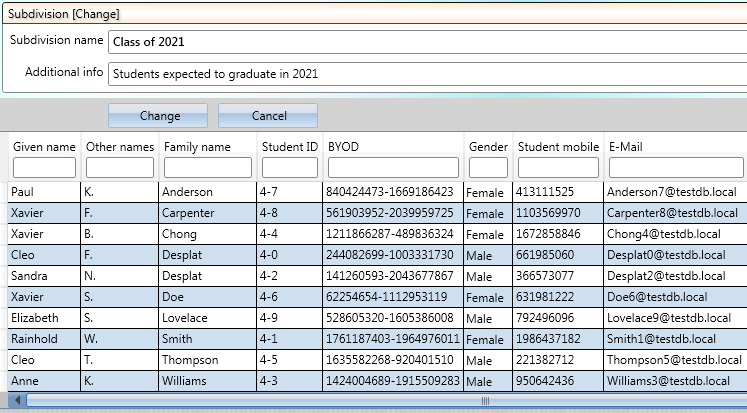 Subdivision [Change]
Subdivision name Class of 2021
Additional info Students expected to graduate in 2021
Change Cancel
Given name Other names Family name Student ID BYOD Gender Student mobile E-Mail
Paul K. Anderson 4-7 840424473-1669186423 Female 413111525 Anderson7@testdb.local
Xavier F. Carpenter 4-8 561903952-2039959725 Female 1103569970 Carpenter8@testdb.local
Xavier B. Chong 4-4 1211866287-489836324 Female 1672858846 Chong4@testdb.local
Cleo F. Desplat 4-0 244082699-1003331730 Male 661985060 Desplat0@testdb.local
Sandra N. Desplat 4-2 141260593-2043677867 Male 366573077 Desplat2@testdb.local
Xavier S. Doe 4-6 62254654-1112953119 Female 631981222 Doe6@testdb.local
Elizabeth S. Lovelace 4-9 528605320-1605386008 Male 792496096 Lovelace9@testdb.local
Rainhold W. Smith 4-1 1761187403-1964976011 Female 1986437182 Smith1@testdb.local
Cleo T. Thompson 4-5 1635582268-920401510 Male 221382712 Thompson5@testdb.local
Anne K. Williams 4-3 1424004689-1915509283 Male 950642436 Williams3@testdb.local